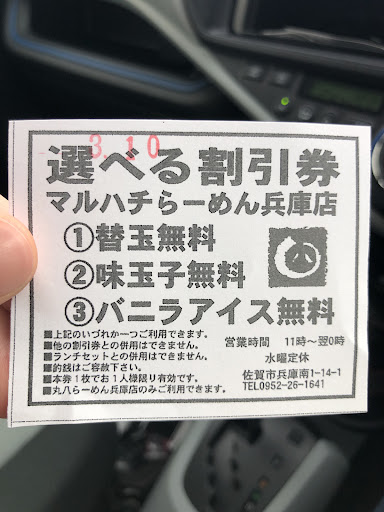 3.10
選べる割引券
マルハチらーめん兵庫店
①替玉無料
②味玉子無料
③バニラアイス無料
■上記のいづれか一つご利用できます。
■他の割引券との併用はできません。
■ランチセットとの併用はできません。
■的銭はご容赦下さい。
■本券1枚でお1人様限り有効です。
■丸八らーめん兵庫店のみご利用できます。
営業時間 11時～翌0時
水曜定休
佐賀市兵庫南1-14-1
TEL0952-26-1641